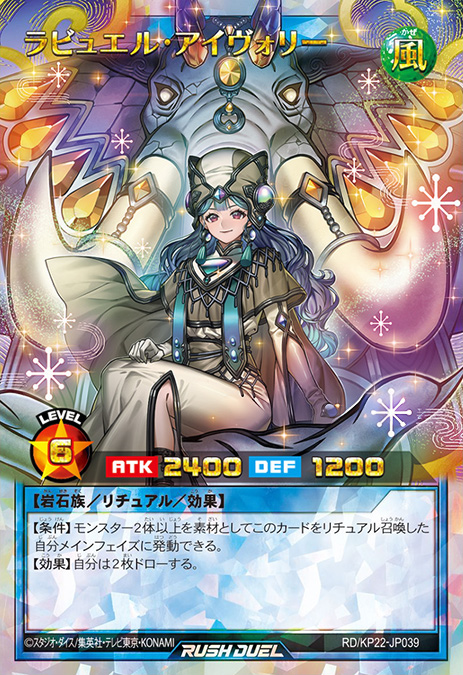 ラビュエル・アイヴォリー
かぜ
風
LEVEL
6
ATK 2400 DEF 1200
【岩石族／リチュアル／効果】
【条件】モンスター2体以上を素材としてこのカードをリチュアル召喚した
自分メインフェイズに発動できる。
【効果】自分は2枚ドローする。
©スタジオ・ダイス/集英社・テレビ東京・KONAMI
RUSH DUEL
RD/KP22-JP039